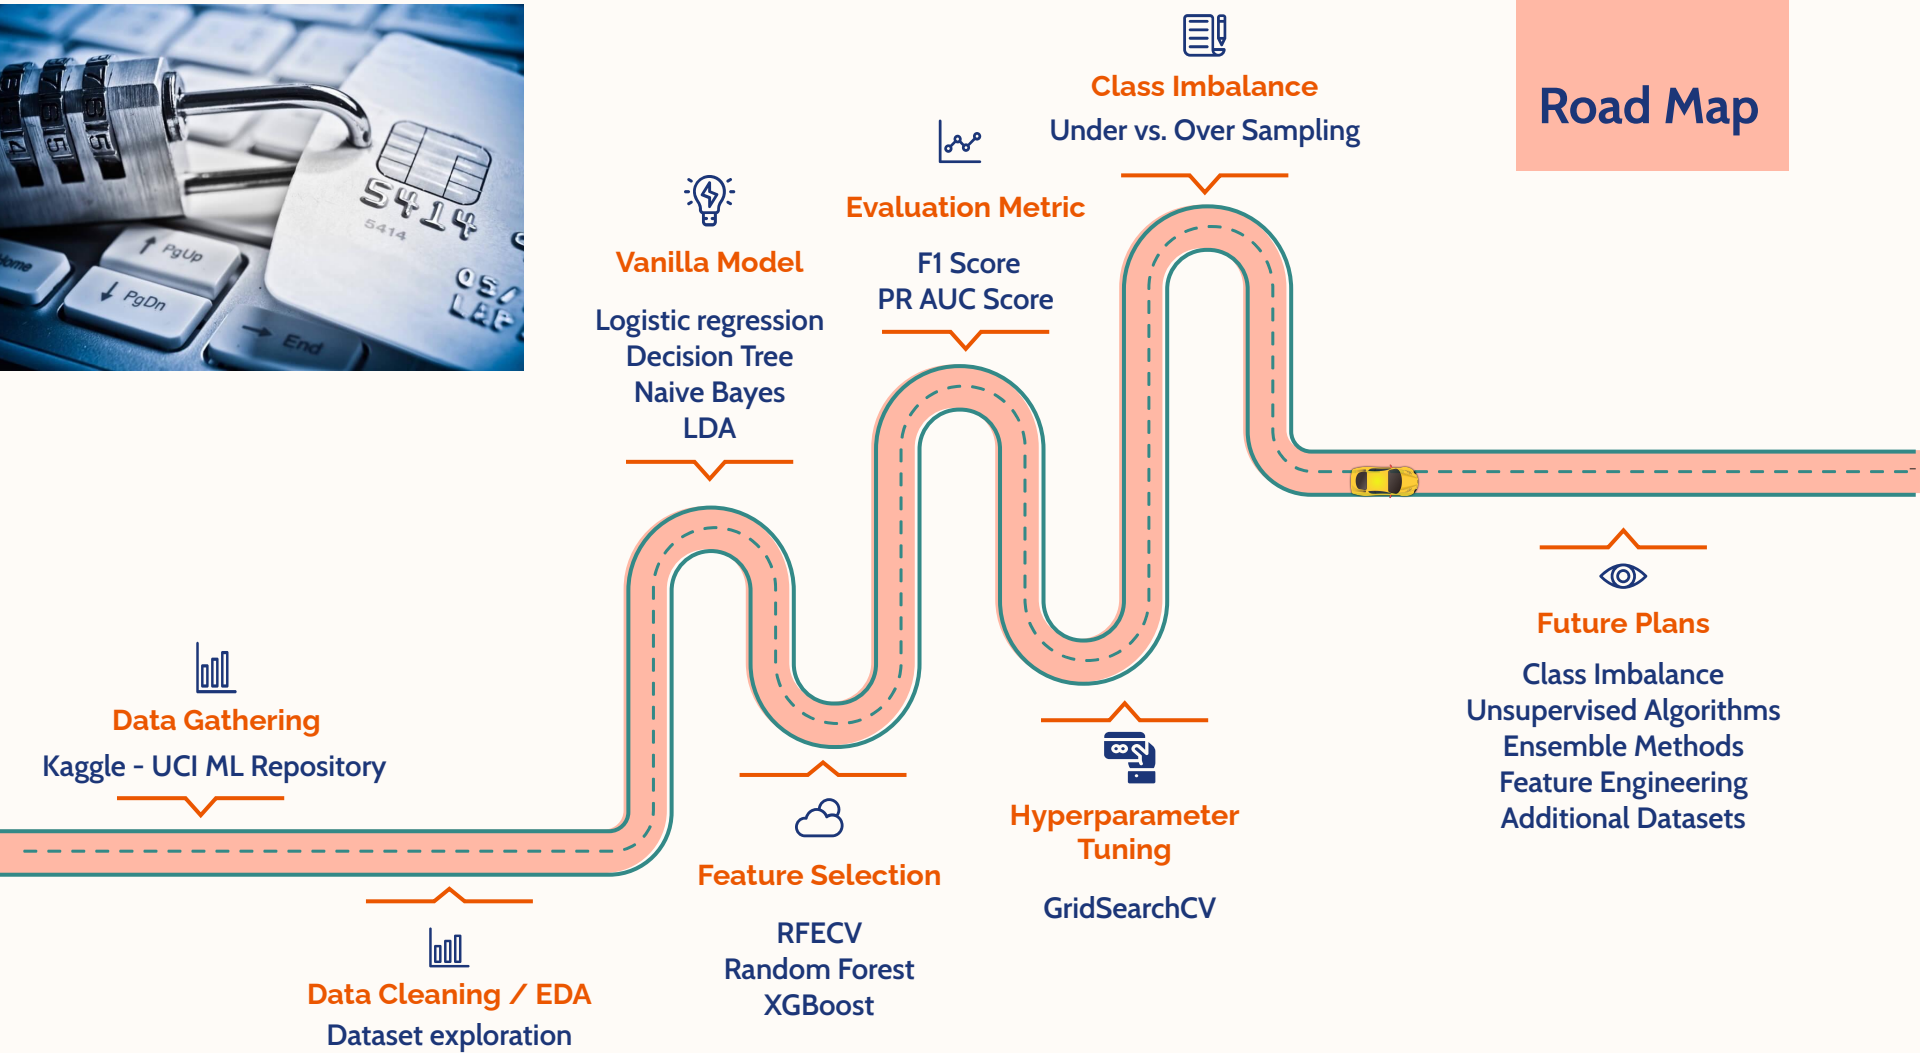 Road Map
5414
5414
05/
PgUp
Home
PgDn
End
Class Imbalance
Under vs. Over Sampling
Evaluation Metric
F1 Score
PR AUC Score
Vanilla Model
Logistic regression
Decision Tree
Naive Bayes
LDA
Data Gathering
Kaggle - UCI ML Repository
Data Cleaning / EDA
Dataset exploration
Feature Selection
RFECV
Random Forest
XGBoost
Hyperparameter
Tuning
GridSearchCV
Future Plans
Class Imbalance
Unsupervised Algorithms
Ensemble Methods
Feature Engineering
Additional Datasets